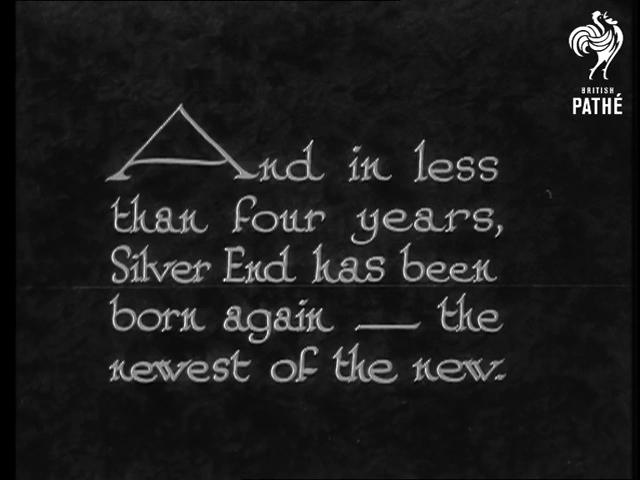 BRITISH
PATHÉ
And in less
than four years,
Silver End has been
born again — the
newest of the new.